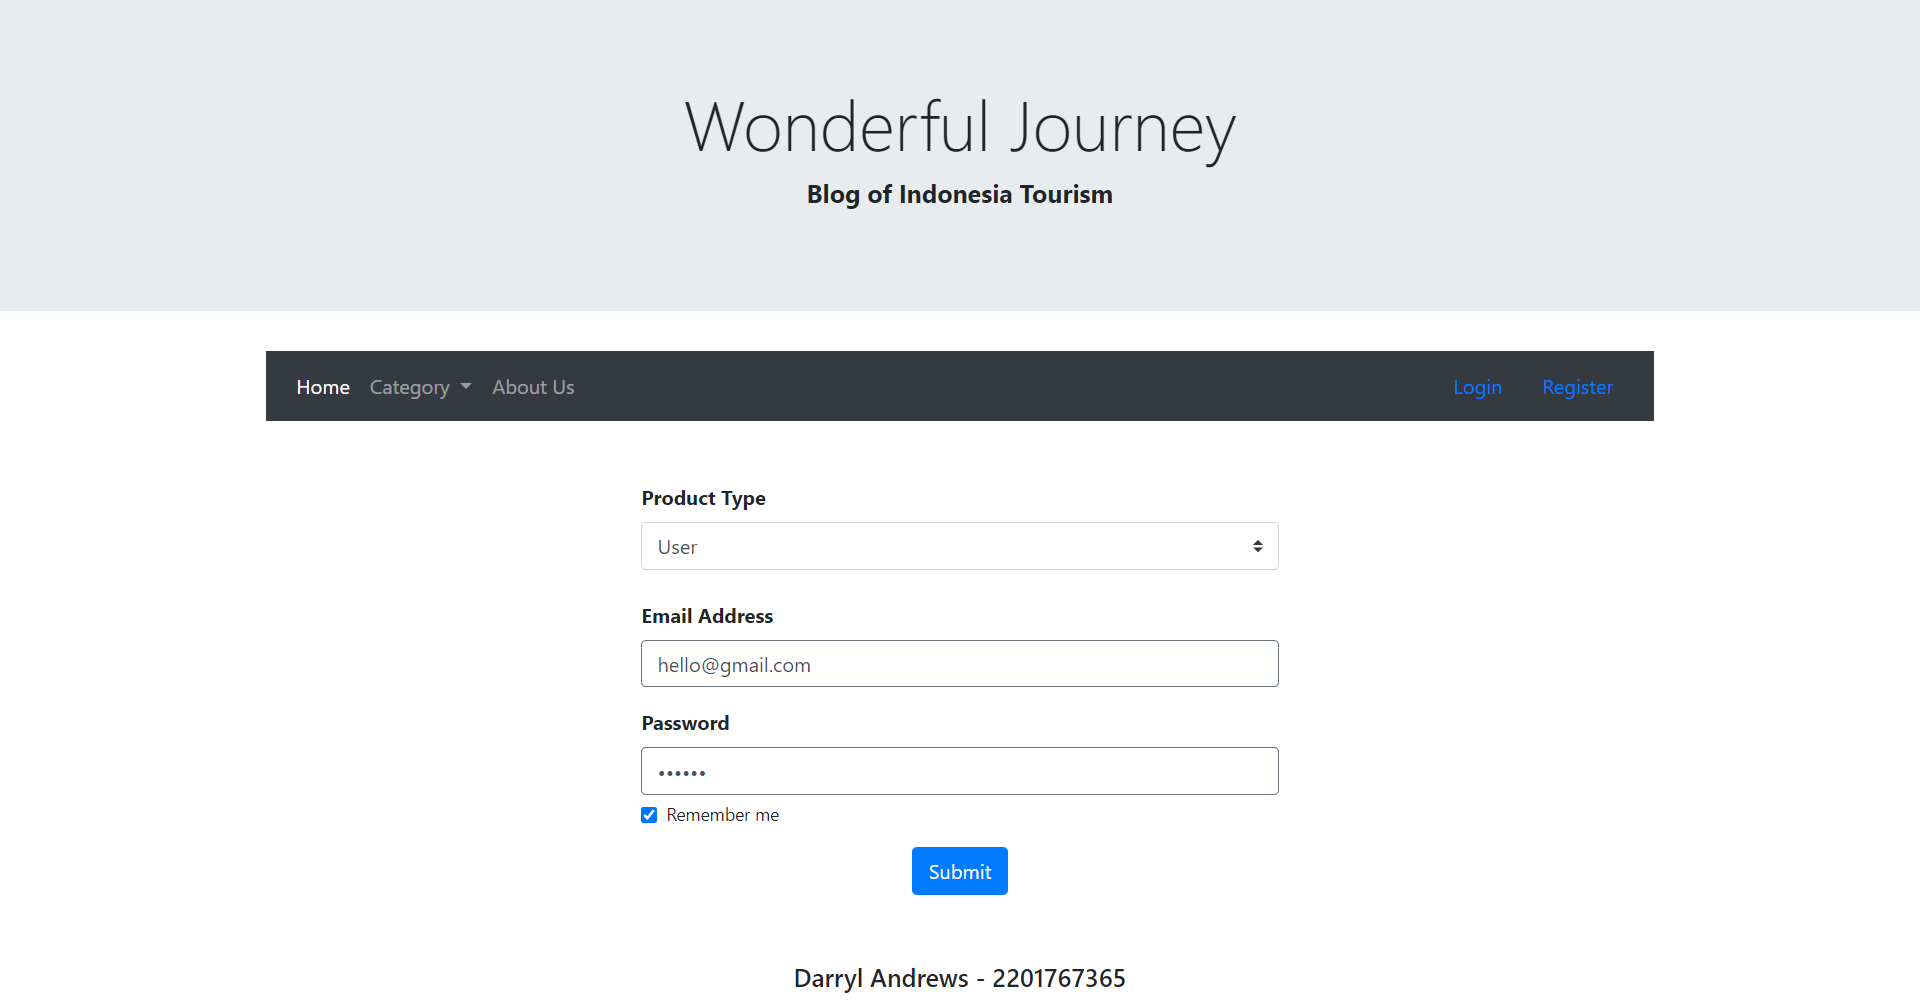 Wonderful Journey
Blog of Indonesia Tourism
Home Category About Us Login Register
Product Type
User
Email Address
hello@gmail.com
Password
••••••
Remember me
Submit
Darryl Andrews - 2201767365